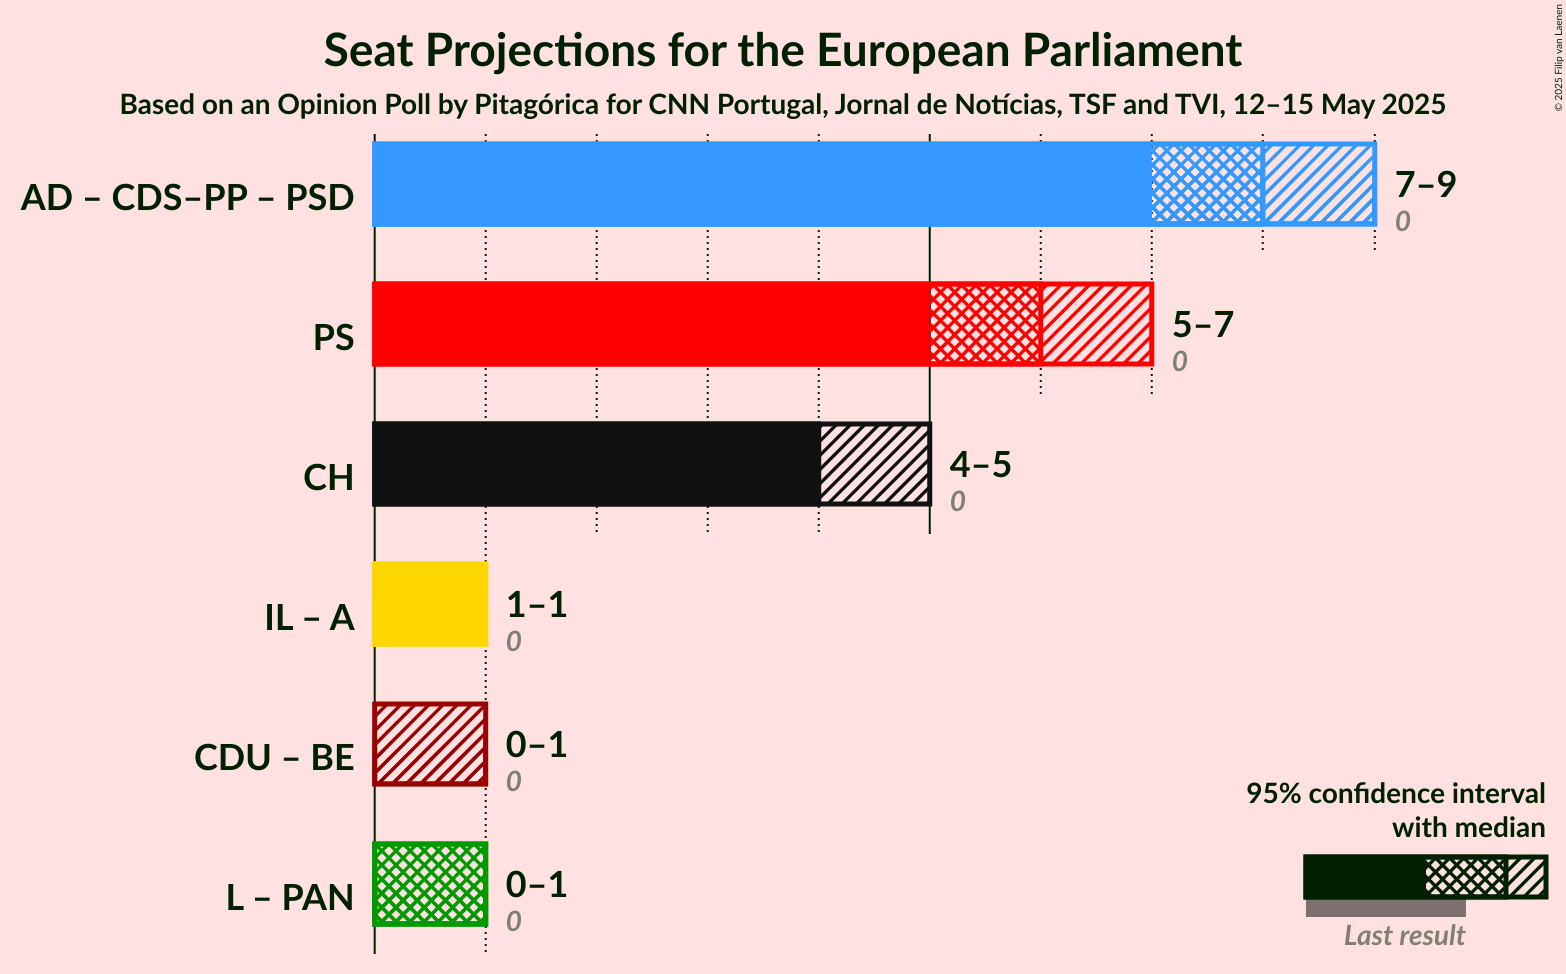 Seat Projections for the European Parliament
Based on an Opinion Poll by Pitagórica for CNN Portugal, Jornal de Notícias, TSF and TVI, 12–15 May 2025
© 2025 Filip van Laenen
AD – CDS–PP – PSD
7–9
0
PS
5–7
0
CH
4–5
0
IL – A
1–1
0
CDU – BE
0–1
0
L – PAN
0–1
0
95% confidence interval
with median
Last result